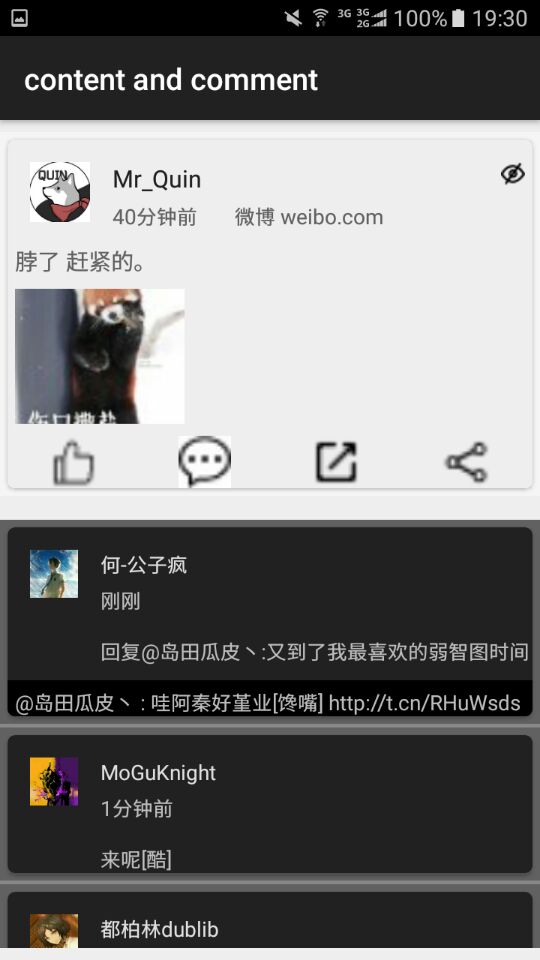 3G 3G 2G 100% 19:30
content and comment
QUIN
Mr_Quin
40分钟前 微博 weibo.com
脖了 赶紧的。
何-公子疯
刚刚
回复@岛田瓜皮丶:又到了我最喜欢的弱智图时间
@岛田瓜皮丶 : 哇阿秦好堇业[馋嘴] http://t.cn/RHuWsds
MoGuKnight
1分钟前
来呢[酷]
都柏林dublib